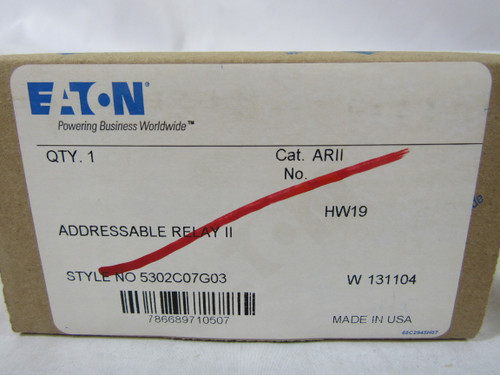 EATON
Powering Business Worldwide™
QTY. 1
Cat. ARII
No.
HW19
ADDRESSABLE RELAY II
STYLE NO 5302C07G03
W 131104
786689710507
MADE IN USA